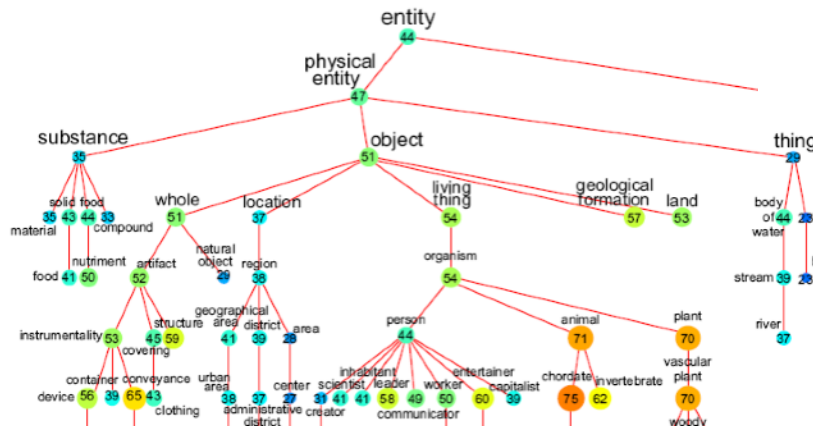 entity
44
physical
entity
47
substance
object
thing
35
51
29
solid food
whole
location
living
thing
geological
formation
land
body
of
water
35 43 44 33
51
37
54
57
53
44 23
material
compound
natural
object
nutriment
artifact
region
organism
stream
food 41 50
52
29
38
54
39 23
structure
geographical
area
district
area
person
animal
plant
river
instrumentality
covering
53
45 59
41 39 28
44
71
70
37
container
conveyance
urban
area
center
scientist
inhabitant
leader
worker
entertainer
capitalist
chordate
invertebrate
vascular
plant
device 56 39 65 43
38 37 27
31 41 41 58 49 50 60 39
75 62
70
clothing
administrative
district
creator
communicator
woody